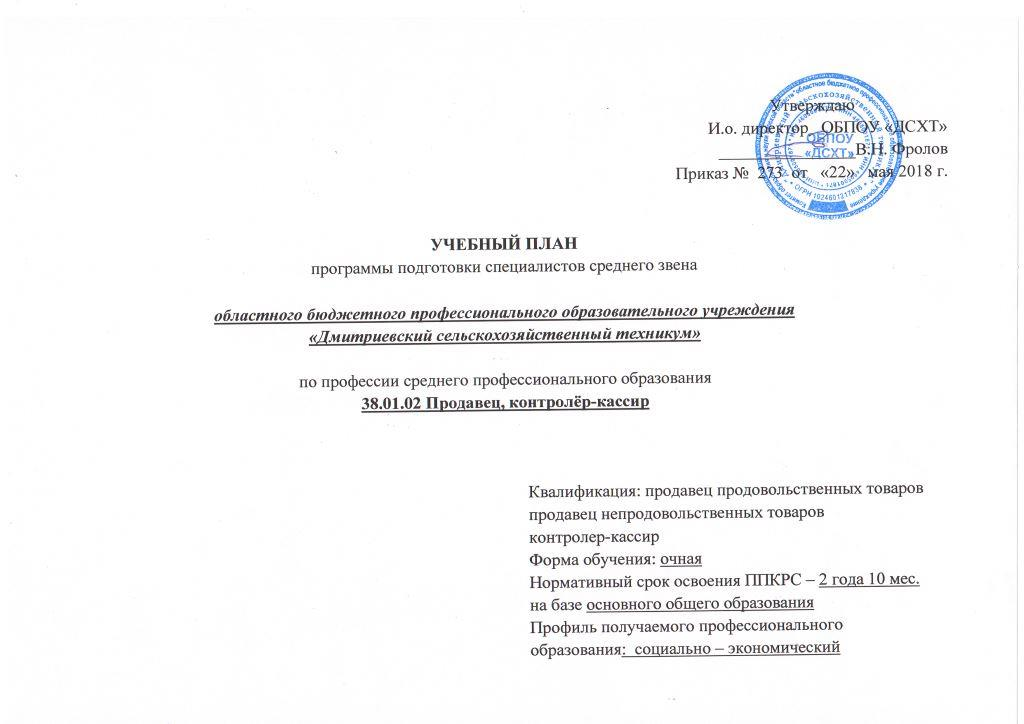 Утверждаю
И.о. директор ОБПОУ «ДСХТ»
В.Н. Фролов
Приказ № 273 от «22» мая 2018 г.
ОБПОУ
«ДСХТ»
УЧЕБНЫЙ ПЛАН
программы подготовки специалистов среднего звена
областного бюджетного профессионального образовательного учреждения
«Дмитриевский сельскохозяйственный техникум»
по профессии среднего профессионального образования
38.01.02 Продавец, контролёр-кассир
Квалификация: продавец продовольственных товаров
продавец непродовольственных товаров
контролер-кассир
Форма обучения: очная
Нормативный срок освоения ППКРС – 2 года 10 мес.
на базе основного общего образования
Профиль получаемого профессионального
образования: социально – экономический